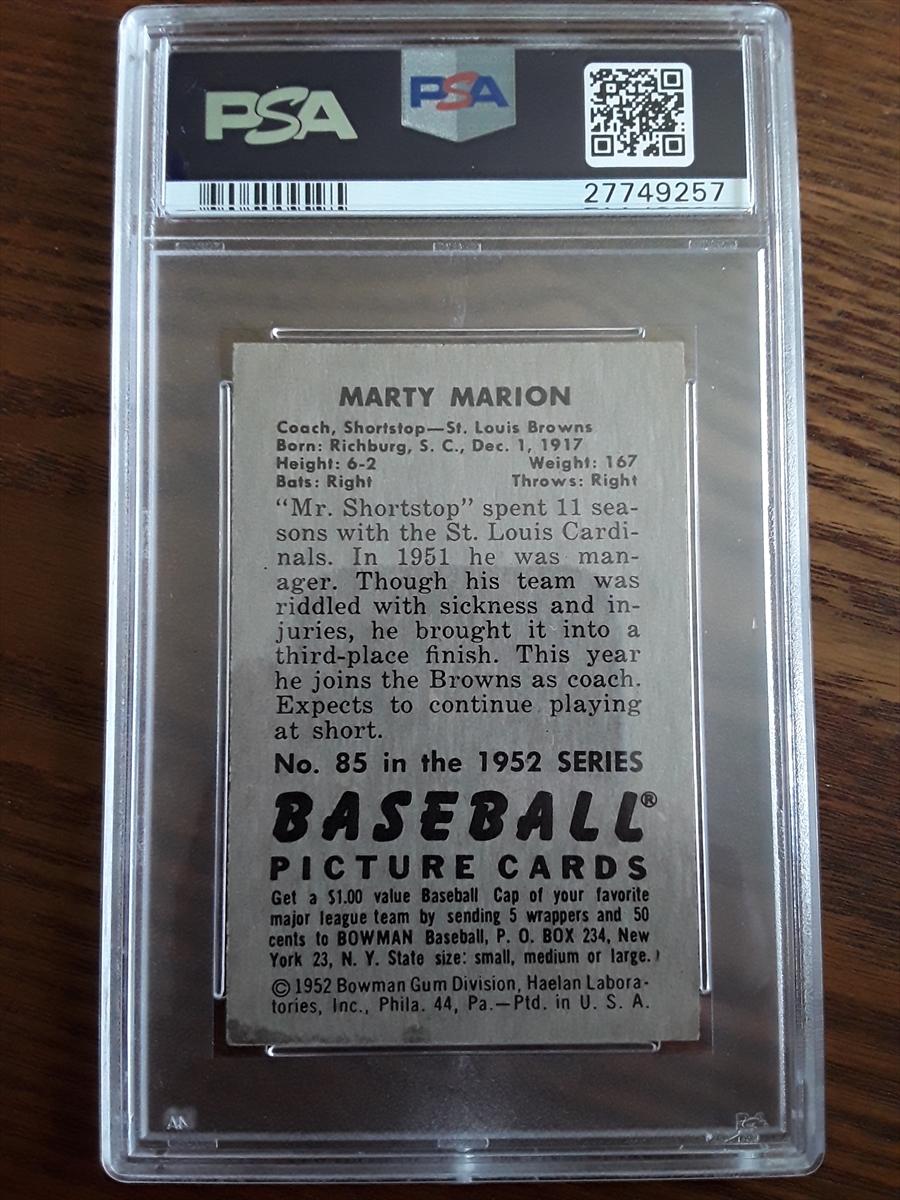 PSA
PSA
27749257
MARTY MARION
Coach, Shortstop—St. Louis Browns
Born: Richburg, S. C., Dec. 1, 1917
Height: 6-2 Weight: 167
Bats: Right Throws: Right
"Mr. Shortstop" spent 11 sea-
sons with the St. Louis Cardi-
nals. In 1951 he was man-
ager. Though his team was
riddled with sickness and in-
juries, he brought it into a
third-place finish. This year
he joins the Browns as coach.
Expects to continue playing
at short.
No. 85 in the 1952 SERIES
BASEBALL®
PICTURE CARDS
Get a $1.00 value Baseball Cap of your favorite
major league team by sending 5 wrappers and 50
cents to BOWMAN Baseball, P. O. BOX 234, New
York 23, N. Y. State size: small, medium or large.
© 1952 Bowman Gum Division, Haelan Labora-
tories, Inc., Phila. 44, Pa.—Ptd. in U. S. A.